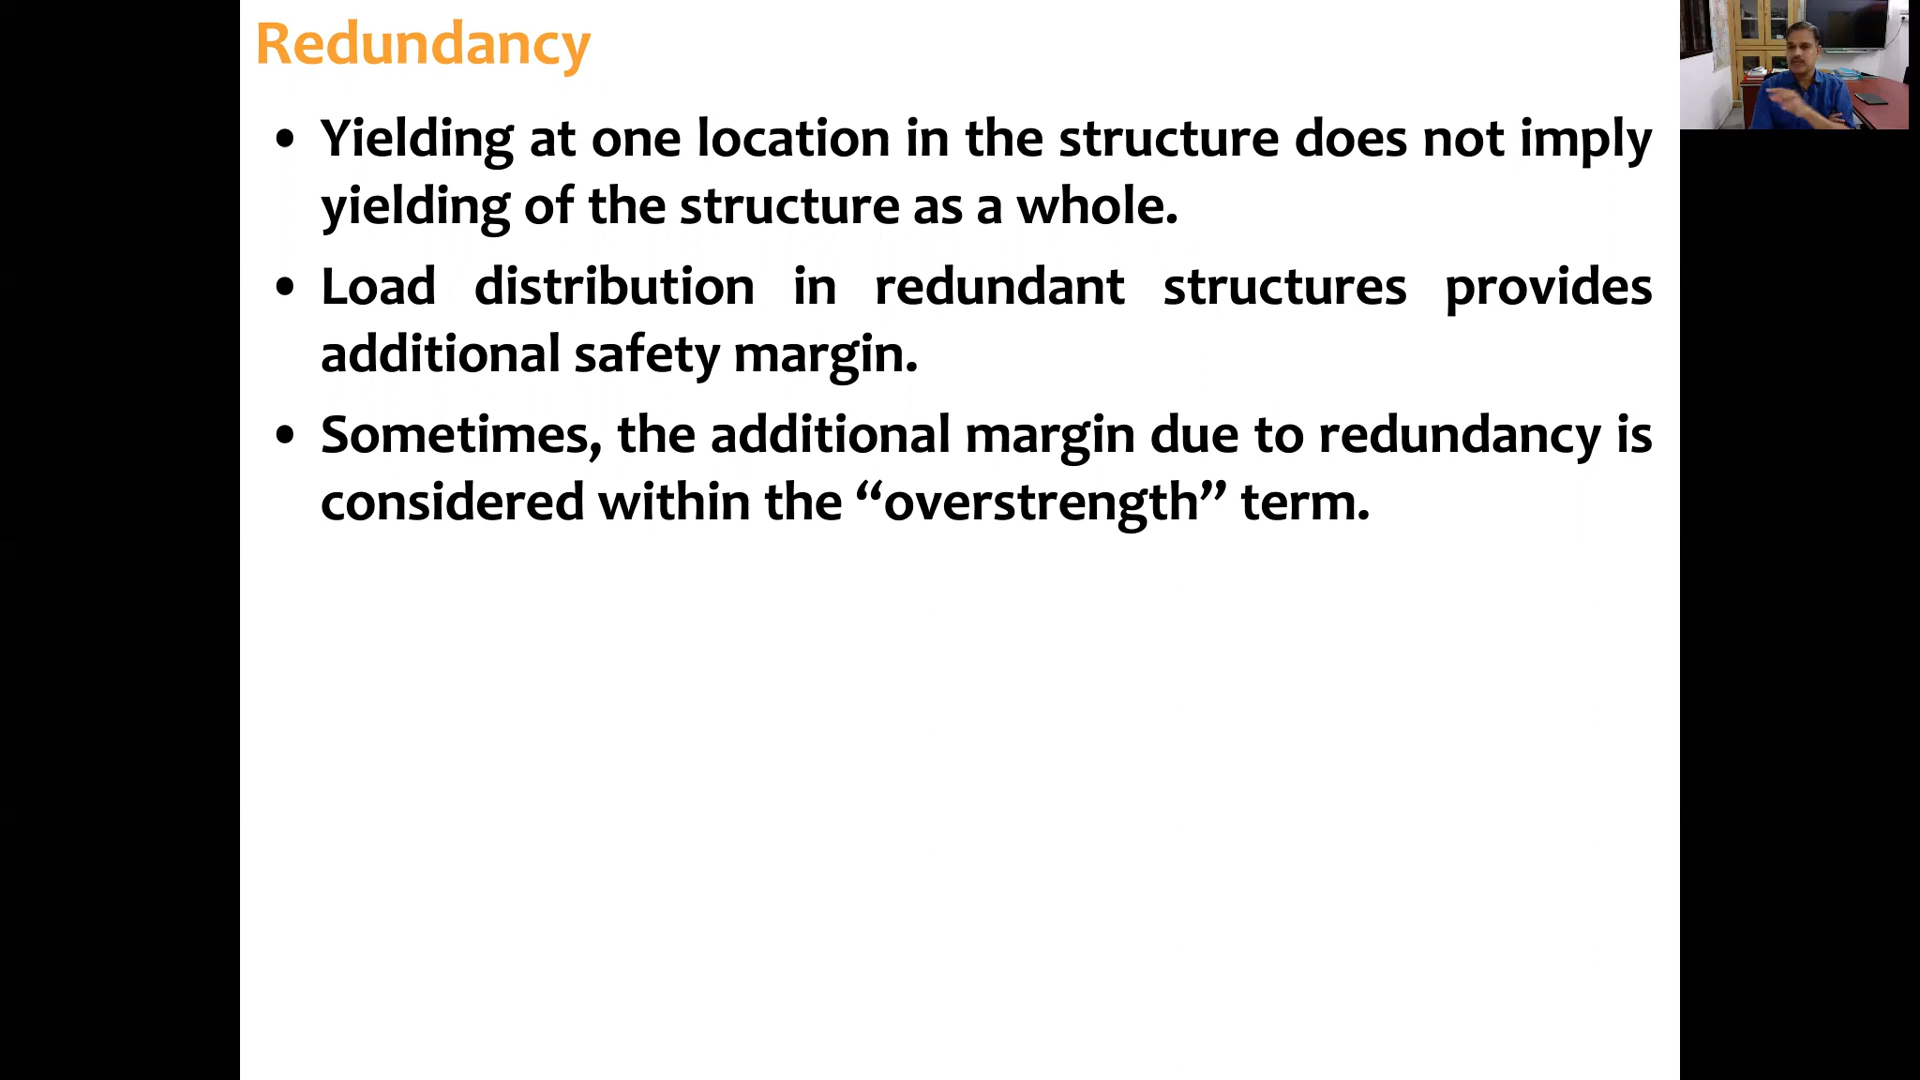 Redundancy
• Yielding at one location in the structure does not imply
yielding of the structure as a whole.
• Load distribution in redundant structures provides
additional safety margin.
• Sometimes, the additional margin due to redundancy is
considered within the “overstrength” term.